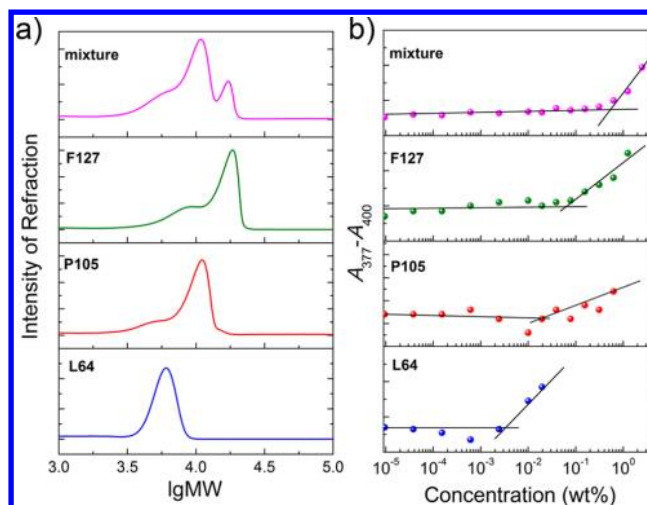 a)
mixture
F127
P105
L64
Intensity of Refraction
3.0 3.5 4.0 4.5 5.0
lgMW
b)
mixture
F127
P105
L64
A377-A400
10-5 10-4 10-3 10-2 10-1 100
Concentration (wt%)